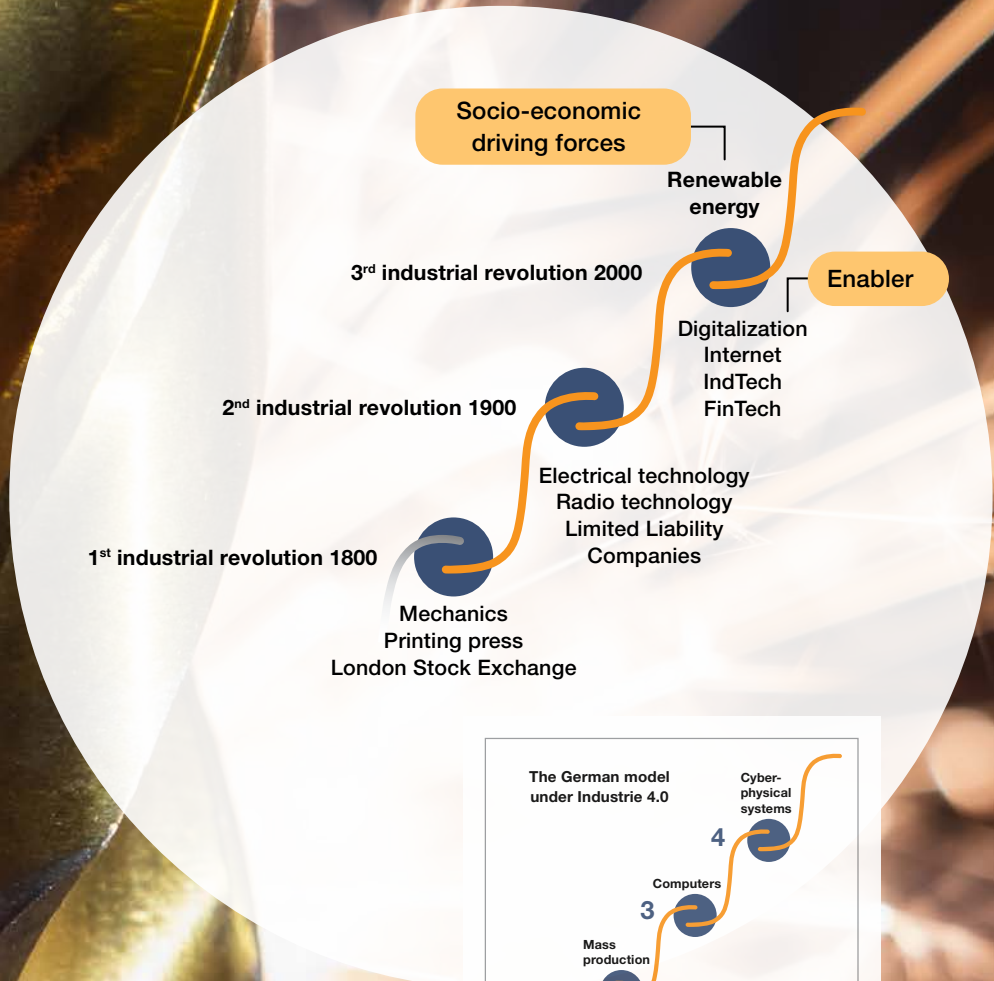 Socio-economic
driving forces
Renewable
energy
3rd industrial revolution 2000
Enabler
Digitalization
Internet
IndTech
FinTech
2nd industrial revolution 1900
Electrical technology
Radio technology
Limited Liability
Companies
1st industrial revolution 1800
Mechanics
Printing press
London Stock Exchange
The German model
under Industrie 4.0
Cyber-
physical
systems
4
Computers
3
Mass
production